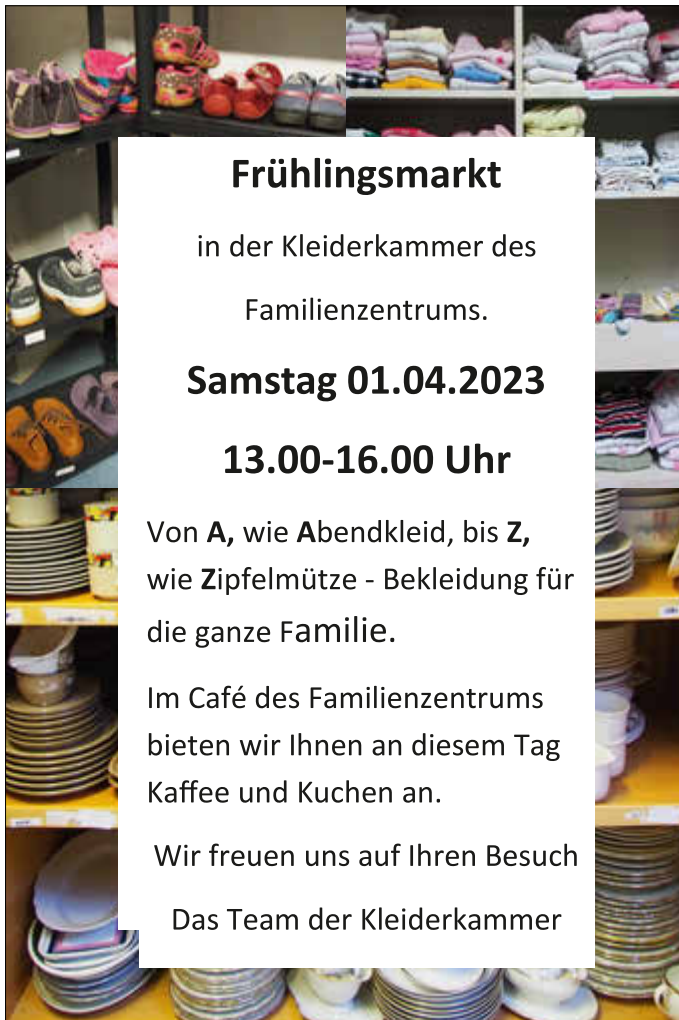 Frühlingsmarkt
in der Kleiderkammer des
Familienzentrums.
Samstag 01.04.2023
13.00-16.00 Uhr
Von A, wie Abendkleid, bis Z,
wie Zipfelmütze - Bekleidung für
die ganze Familie.
Im Café des Familienzentrums
bieten wir Ihnen an diesem Tag
Kaffee und Kuchen an.
Wir freuen uns auf Ihren Besuch
Das Team der Kleiderkammer